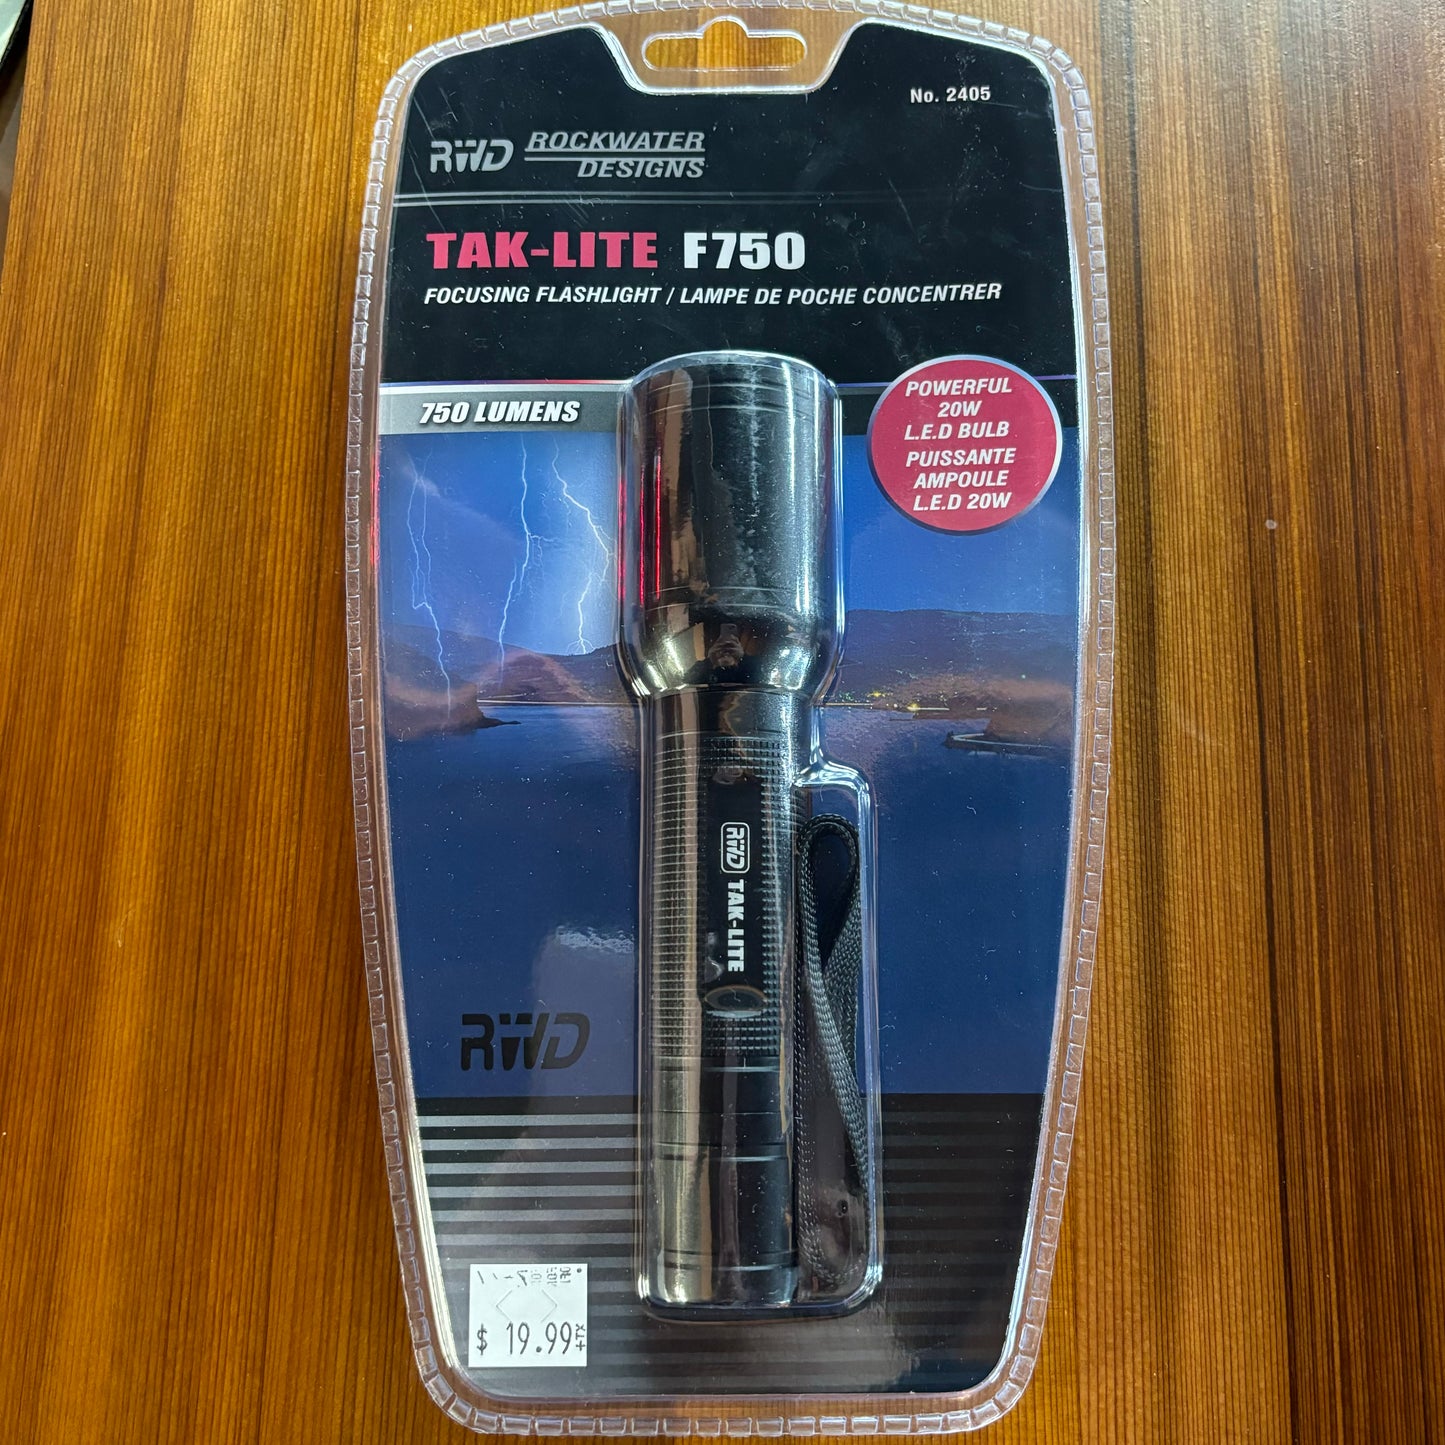 No. 2405
RWD ROCKWATER
DESIGNS
TAK-LITE F750
FOCUSING FLASHLIGHT / LAMPE DE POCHE CONCENTRER
750 LUMENS
POWERFUL
20W
L.E.D BULB
PUISSANTE
AMPOULE
L.E.D 20W
RWD TAK-LITE
RWD
$ 19.99 +TX